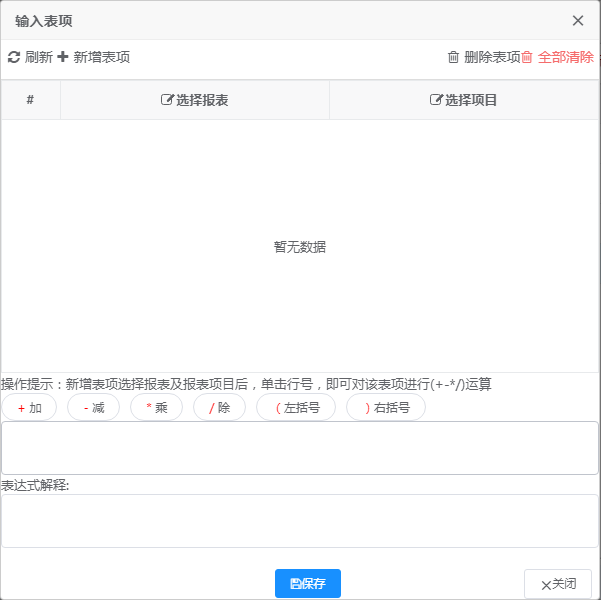 输入表项
刷新 新增表项 删除表项 全部清除
# 选择报表 选择项目
暂无数据
操作提示：新增表项选择报表及报表项目后，单击行号，即可对该表项进行(+-*/)运算
+ 加 - 减 * 乘 / 除 ( 左括号 ) 右括号
表达式解释:
保存 关闭